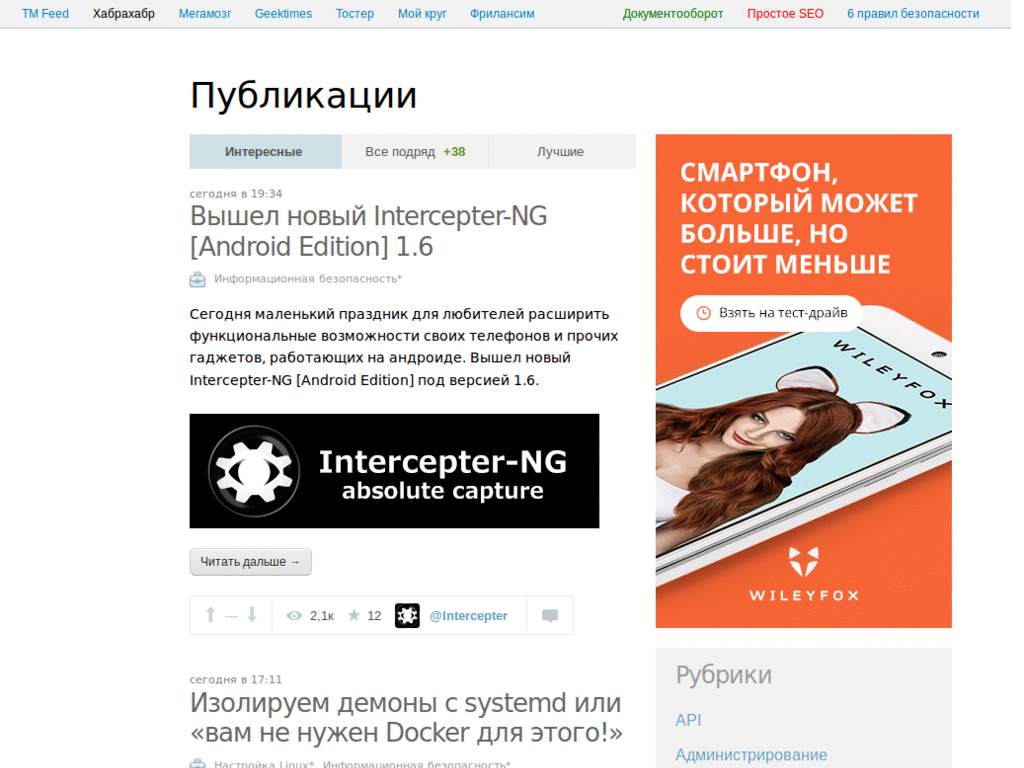 TM Feed Хабрахабр Мегамозг Geektimes Тостер Мой круг Фрилансим Документооборот Простое SEO 6 правил безопасности
Публикации
Интересные Все подряд +38 Лучшие
сегодня в 19:34
Вышел новый Intercepter-NG
[Android Edition] 1.6
Информационная безопасность*
Сегодня маленький праздник для любителей расширить
функциональные возможности своих телефонов и прочих
гаджетов, работающих на андроиде. Вышел новый
Intercepter-NG [Android Edition] под версией 1.6.
Intercepter-NG
absolute capture
Читать дальше →
— 2,1к 12 @Intercepter
сегодня в 17:11
Изолируем демоны с systemd или
«вам не нужен Docker для этого!»
Настройка Linux*, Информационная безопасность*
СМАРТФОН,
КОТОРЫЙ МОЖЕТ
БОЛЬШЕ, НО
СТОИТ МЕНЬШЕ
Взять на тест-драйв
WILEYFOX
WILEYFOX
Рубрики
API
Администрирование